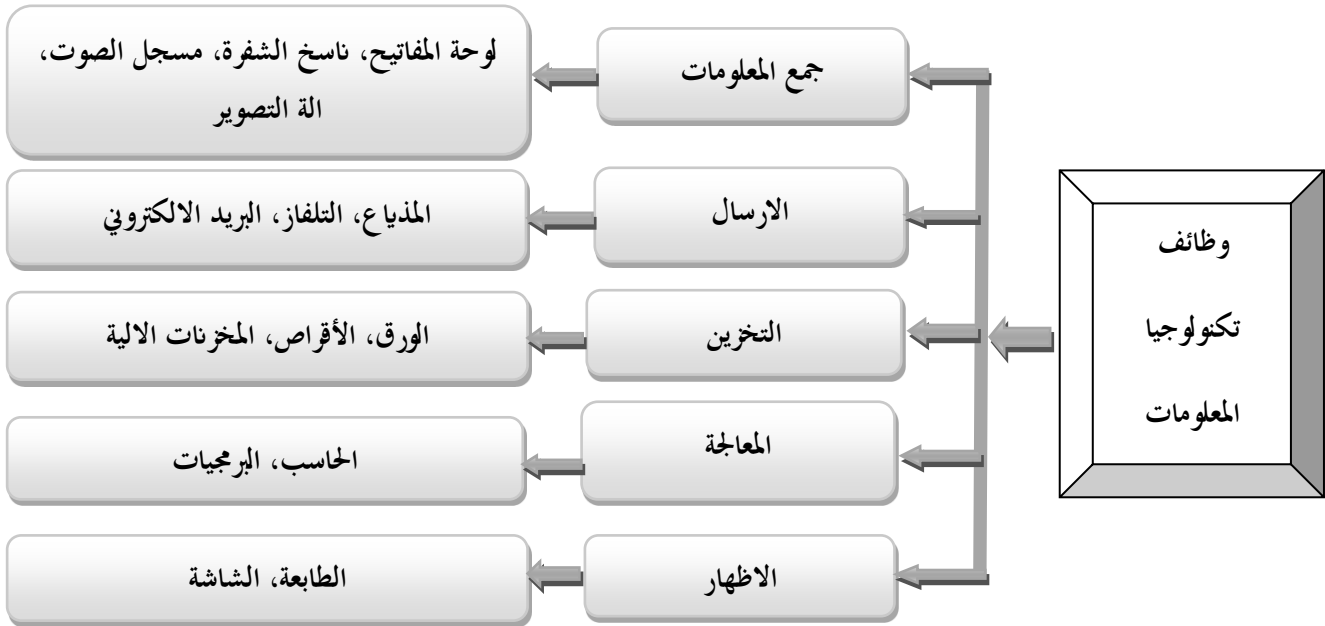 وظائف
تكنولوجيا
المعلومات
جمع المعلومات
لوحة المفاتيح، ناسخ الشفرة، مسجل الصوت،
الة التصوير
الارسال
المذياع، التلفاز، البريد الالكتروني
التخزين
الورق، الأقراص، المخزنات الالية
المعالجة
الحاسب، البرمجيات
الاظهار
الطابعة، الشاشة